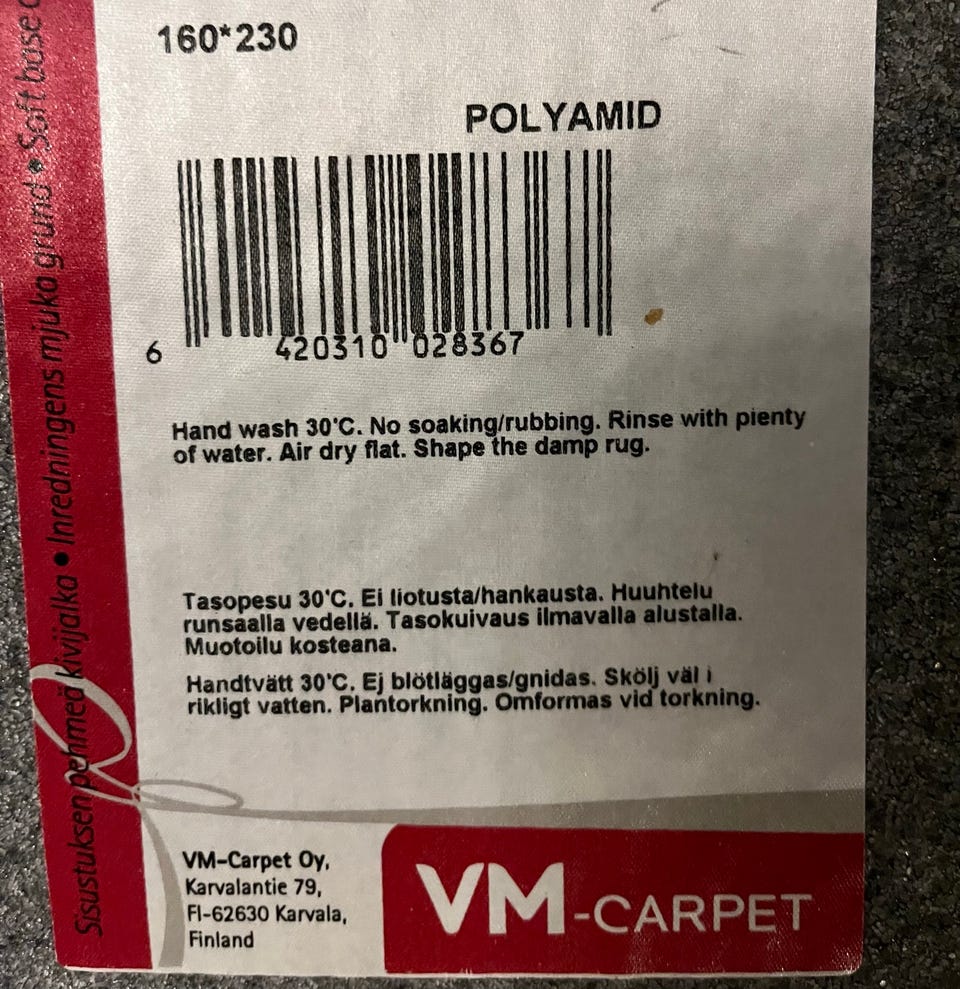 160*230
POLYAMID
6 420310 028367
Hand wash 30'C. No soaking/rubbing. Rinse with plenty
of water. Air dry flat. Shape the damp rug.
Tasopesu 30'C. Ei liotusta/hankausta. Huuhtelu
runsaalla vedellä. Tasokuivaus ilmavalla alustalla.
Muotoilu kosteana.
Handtvätt 30'C. Ej blötläggas/gnidas. Skölj väl i
rikligt vatten. Plantorkning. Omformas vid torkning.
Sisustuksen pehmeä kivijalka • Inredningens mjuka grund • Soft base
VM-Carpet Oy,
Karvalantie 79,
FI-62630 Karvala,
Finland
VM-CARPET